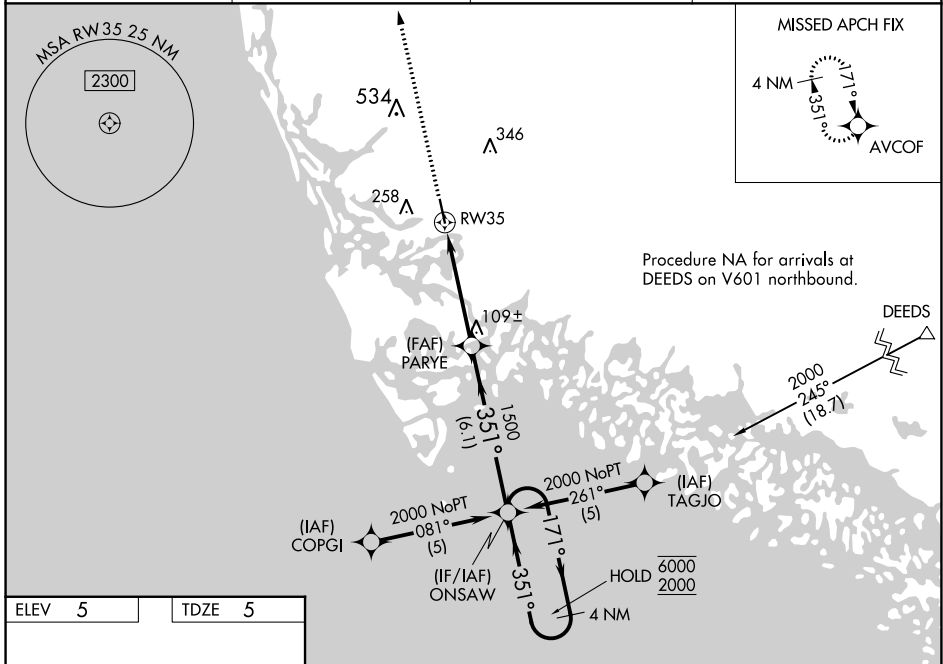 MSA RW35 25 NM
2300
MISSED APCH FIX
4 NM
171°
351°
AVCOF
534
346
258
RW35
Procedure NA for arrivals at
DEEDS on V601 northbound.
DEEDS
2000
245°
(18.7)
109±
(FAF)
PARYE
1500
351°
(6.1)
2000 NoPT
261°
(5)
(IAF)
TAGJO
2000 NoPT
081°
(5)
(IAF)
COPGI
(IF/IAF)
ONSAW
171°
351°
HOLD
6000
2000
4 NM
ELEV 5
TDZE 5